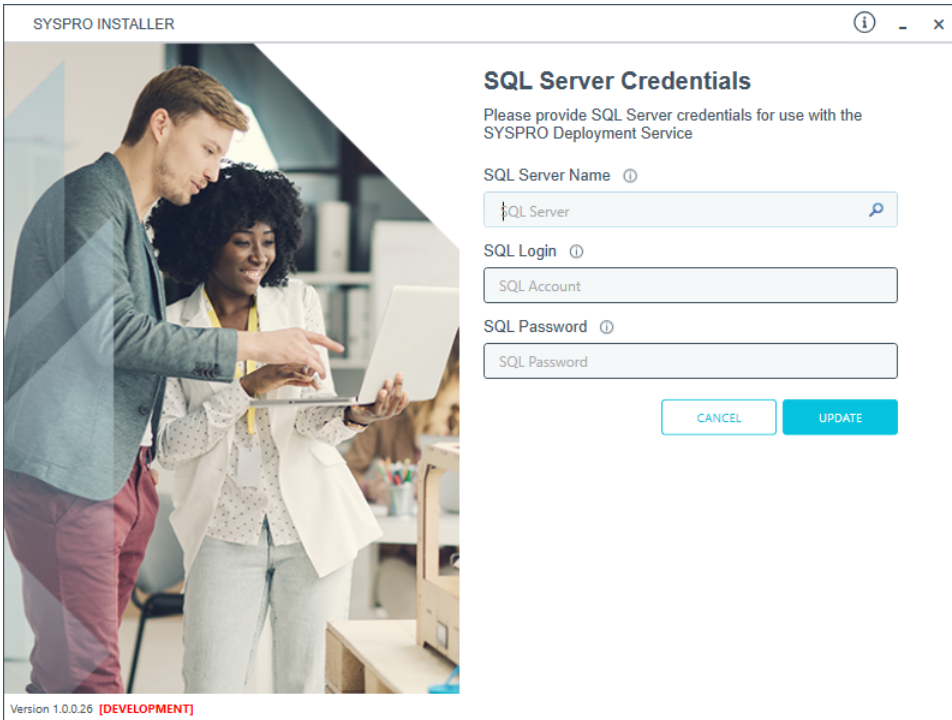 SYSPRO INSTALLER
SQL Server Credentials
Please provide SQL Server credentials for use with the
SYSPRO Deployment Service
SQL Server Name
SQL Server
SQL Login
SQL Account
SQL Password
SQL Password
CANCEL UPDATE
Version 1.0.0.26 [DEVELOPMENT]